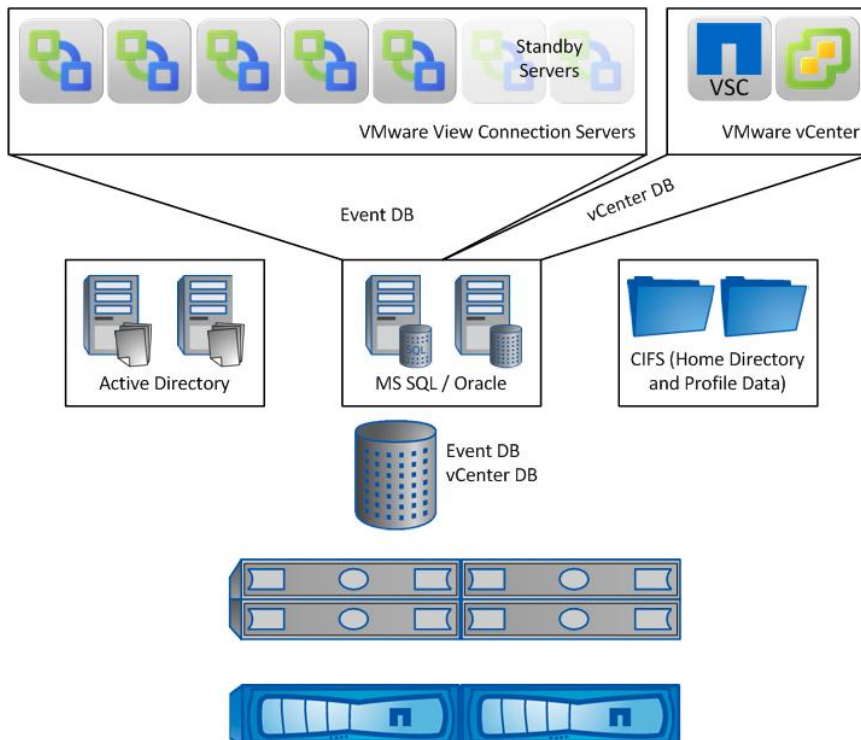 Standby
Servers
VSC
VMware View Connection Servers
VMware vCenter
Event DB
vCenter DB
SQL
Active Directory
MS SQL / Oracle
CIFS (Home Directory
and Profile Data)
Event DB
vCenter DB